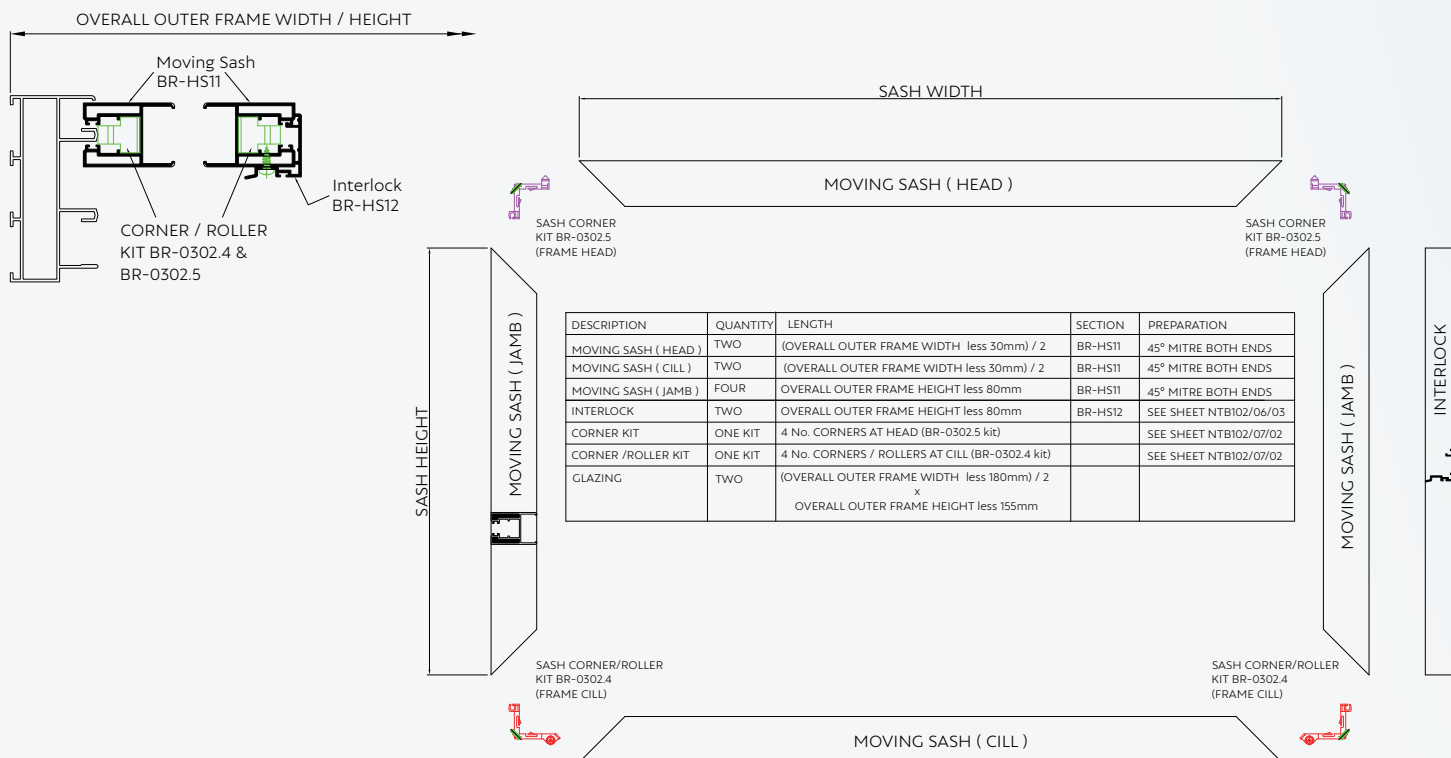 OVERALL OUTER FRAME WIDTH / HEIGHT
Moving Sash
BR-HS11
Interlock
BR-HS12
CORNER / ROLLER
KIT BR-0302.4 &
BR-0302.5
SASH WIDTH
MOVING SASH ( HEAD )
SASH CORNER
KIT BR-0302.5
(FRAME HEAD)
SASH CORNER
KIT BR-0302.5
(FRAME HEAD)
SASH HEIGHT
MOVING SASH ( JAMB )
DESCRIPTION QUANTITY LENGTH SECTION PREPARATION
MOVING SASH ( HEAD ) TWO (OVERALL OUTER FRAME WIDTH less 30mm) / 2 BR-HS11 45° MITRE BOTH ENDS
MOVING SASH ( CILL ) TWO (OVERALL OUTER FRAME WIDTH less 30mm) / 2 BR-HS11 45° MITRE BOTH ENDS
MOVING SASH ( JAMB ) FOUR OVERALL OUTER FRAME HEIGHT less 80mm BR-HS11 45° MITRE BOTH ENDS
INTERLOCK TWO OVERALL OUTER FRAME HEIGHT less 80mm BR-HS12 SEE SHEET NTB102/06/03
CORNER KIT ONE KIT 4 No. CORNERS AT HEAD (BR-0302.5 kit) SEE SHEET NTB102/07/02
CORNER /ROLLER KIT ONE KIT 4 No. CORNERS / ROLLERS AT CILL (BR-0302.4 kit) SEE SHEET NTB102/07/02
GLAZING TWO (OVERALL OUTER FRAME WIDTH less 180mm) / 2
x
OVERALL OUTER FRAME HEIGHT less 155mm
MOVING SASH ( JAMB )
INTERLOCK
SASH CORNER/ROLLER
KIT BR-0302.4
(FRAME CILL)
SASH CORNER/ROLLER
KIT BR-0302.4
(FRAME CILL)
MOVING SASH ( CILL )